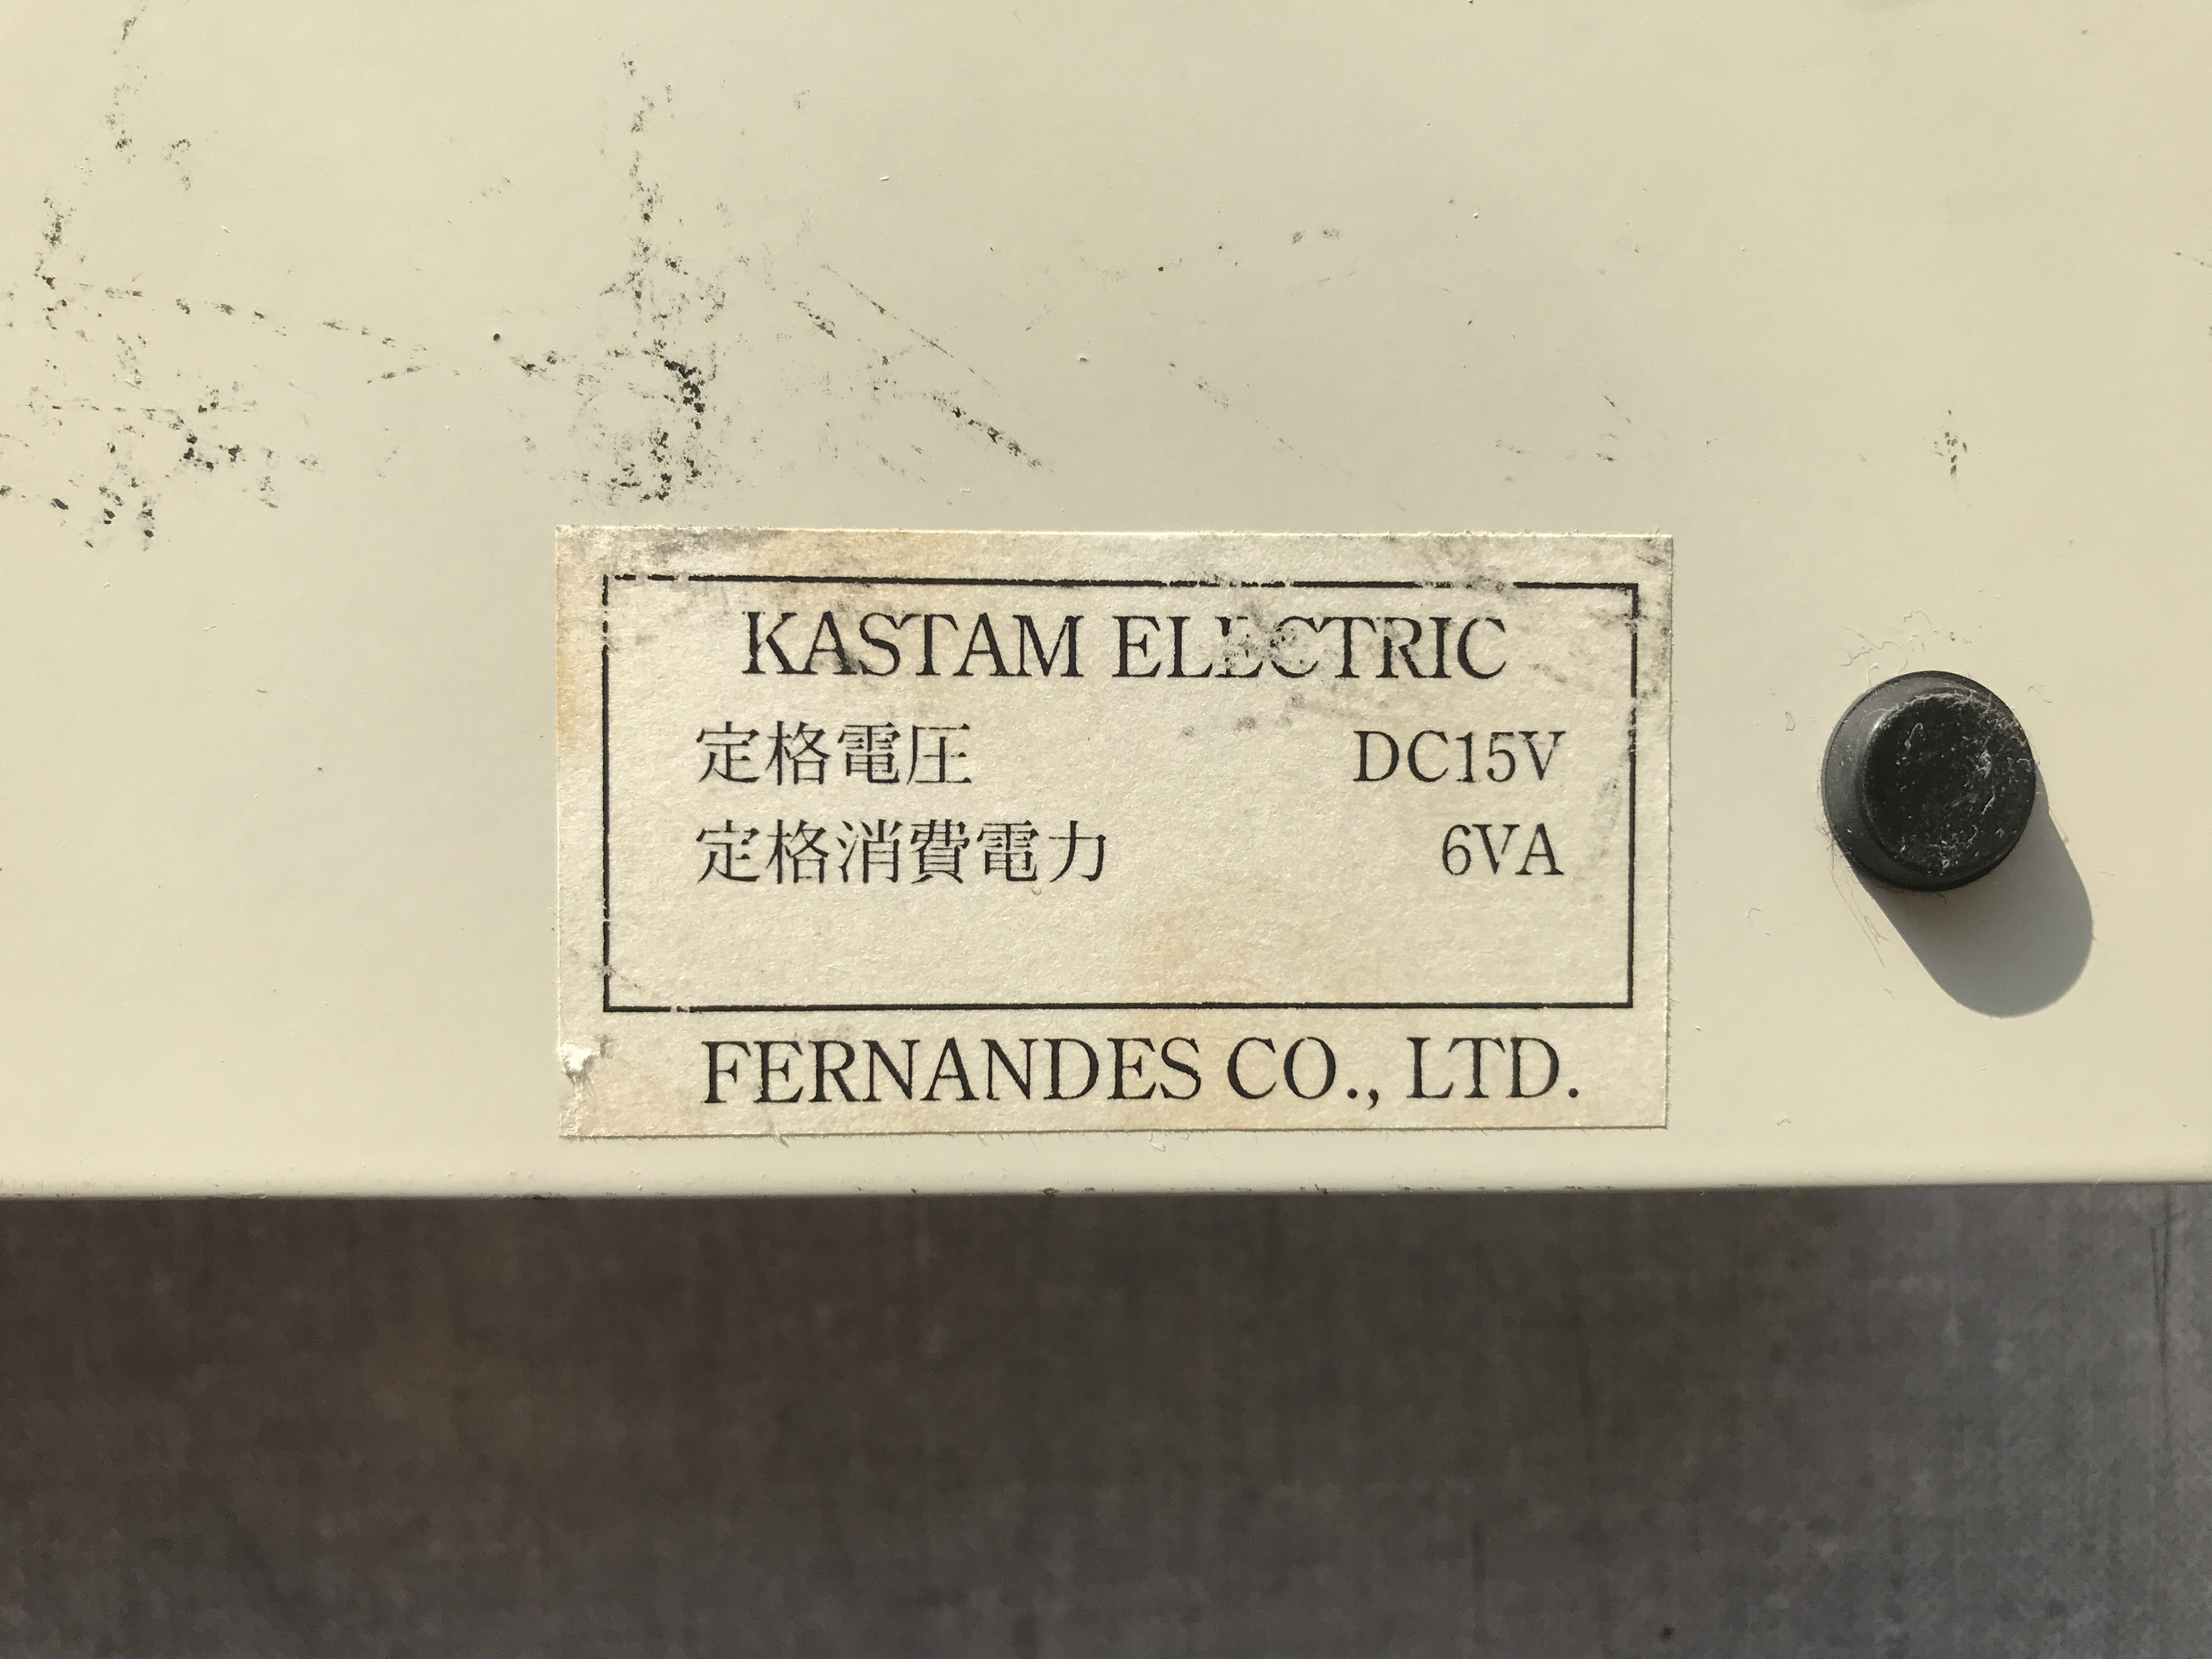 KASTAM ELECTRIC
定格電圧 DC15V
定格消費電力 6VA
FERNANDES CO., LTD.